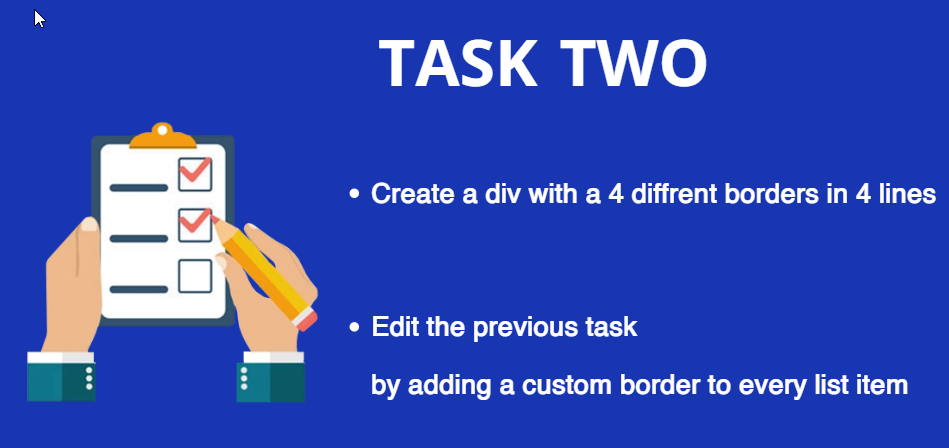 TASK TWO
• Create a div with a 4 diffrent borders in 4 lines
• Edit the previous task
by adding a custom border to every list item